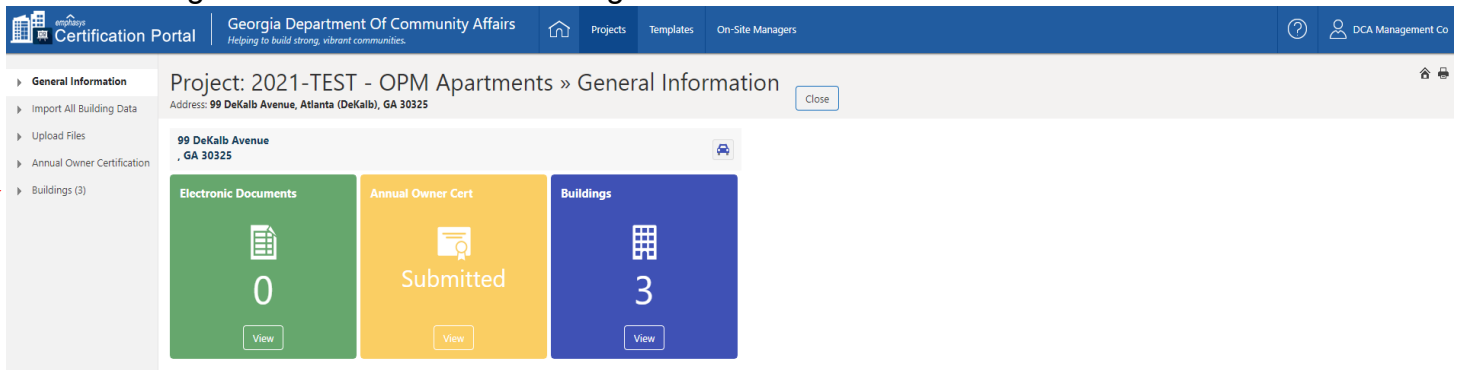 emphasys
Certification Portal
Georgia Department Of Community Affairs
Helping to build strong, vibrant communities.
Projects
Templates
On-Site Managers
?
DCA Management Co
General Information
Import All Building Data
Upload Files
Annual Owner Certification
Buildings (3)
Project: 2021-TEST - OPM Apartments » General Information
Close
Address: 99 DeKalb Avenue, Atlanta (DeKalb), GA 30325
99 DeKalb Avenue
, GA 30325
Electronic Documents
0
View
Annual Owner Cert
Submitted
View
Buildings
3
View